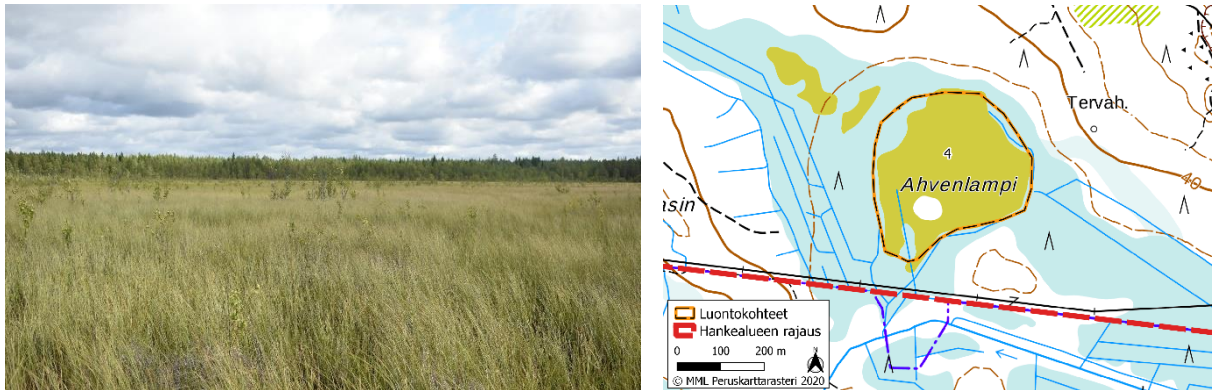 Tervah.
4
Ahvenlampi
asin
40
Luontokohteet
Hankealueen rajaus
0 100 200 m
N
© MML Peruskarttarasteri 2020